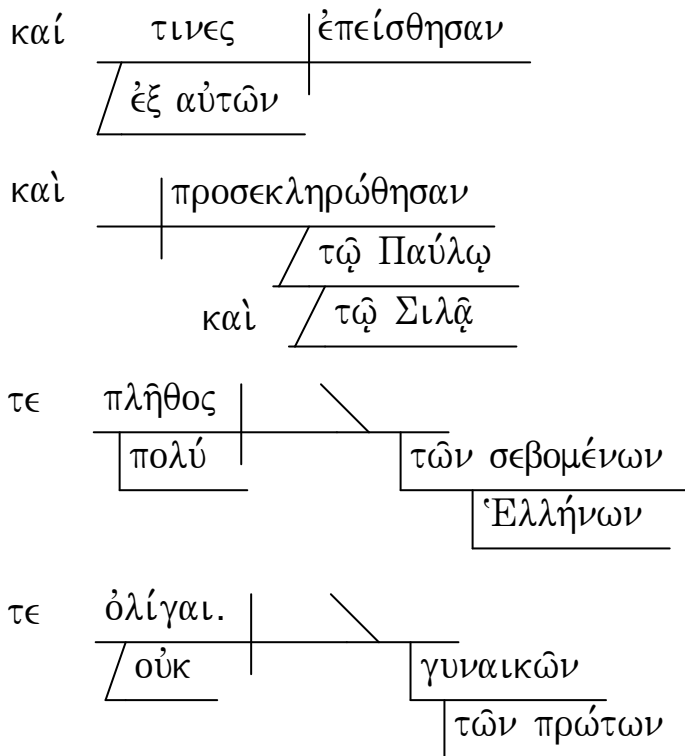 καί τινες ἐπείσθησαν
ἐξ αὐτῶν
καὶ προσεκληρώθησαν
τῷ Παύλῳ
καὶ τῷ Σιλᾷ
τε πλῆθος
πολύ τῶν σεβομένων
Ἑλλήνων
τε ὀλίγαι.
οὐκ γυναικῶν
τῶν πρώτων